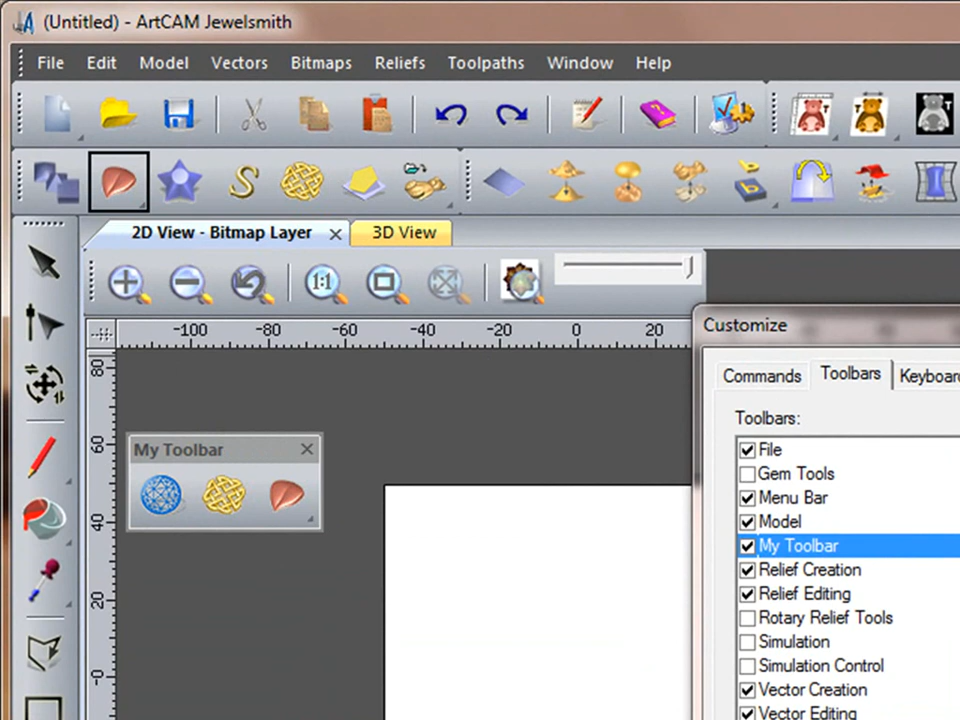 (Untitled) - ArtCAM Jewelsmith
File Edit Model Vectors Bitmaps Reliefs Toolpaths Window Help
2D View - Bitmap Layer 3D View
1:1
-100 -80 -60 -40 -20 0 20
Customize
Commands Toolbars Keyboar
80
Toolbars:
60
My Toolbar
File
Gem Tools
Menu Bar
40
Model
My Toolbar
Relief Creation
20
Relief Editing
Rotary Relief Tools
Simulation
Simulation Control
-0
Vector Creation
Vector Editing